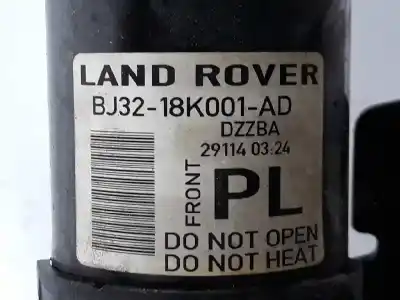 LAND ROVER
BJ32-18K001-AD
DZZBA
29114 03:24
FRONT
PL
DO NOT OPEN
DO NOT HEAT